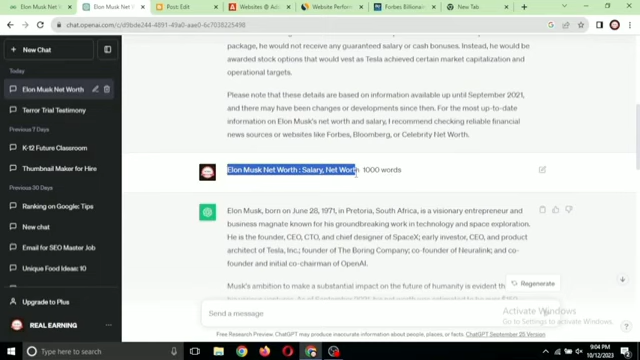 Elon Musk Net Wor
Elon Musk Net Worth
Post Edit
Websites @ Ad
Website Perfor
Forbes Billionai
New Tab
chat.openai.com/c/d9bde244-4891-49a0-aae0-6c7038225498
New Chat
package, he would not receive any guaranteed salary or cash bonuses. Instead, he would be
awarded stock options that would vest as Tesla achieved certain market capitalization and
operational targets.
Today
Elon Musk Net Worth
Please note that these details are based on information available up until September 2021,
and there may have been changes or developments since then. For the most up-to-date
information on Elon Musk's net worth and salary, I recommend checking reliable financial
news sources or websites like Forbes, Bloomberg, or Celebrity Net Worth.
Terror Trial Testimony
Previous 7 Days
K-12 Future Classroom
Thumbnail Maker for Hire
Elon Musk Net Worth : Salary, Net Worth 1000 words
Previous 30 Days
Ranking on Google: Tips
New chat
Email for SEO Master Job
Unique Food Ideas: 10
Elon Musk, born on June 28, 1971, in Pretoria, South Africa, is a visionary entrepreneur and
business magnate known for his groundbreaking work in technology and space exploration.
He is the founder, CEO, CTO, and chief designer of SpaceX; early investor, CEO, and product
architect of Tesla, Inc.; founder of The Boring Company; co-founder of Neuralink; and co-
founder and initial co-chairman of OpenAI.
Musk's ambition to make a substantial impact on the future of humanity is evident
Regenerate
Upgrade to Plus
REAL EARNING
Send a message
Activate Windows
Go to Settings to activate Windows.
Free Research Preview. ChatGPT may produce inaccurate information about people, places, or facts. ChatGPT September 25 Version
Type here to search
9:04 PM
10/12/2023